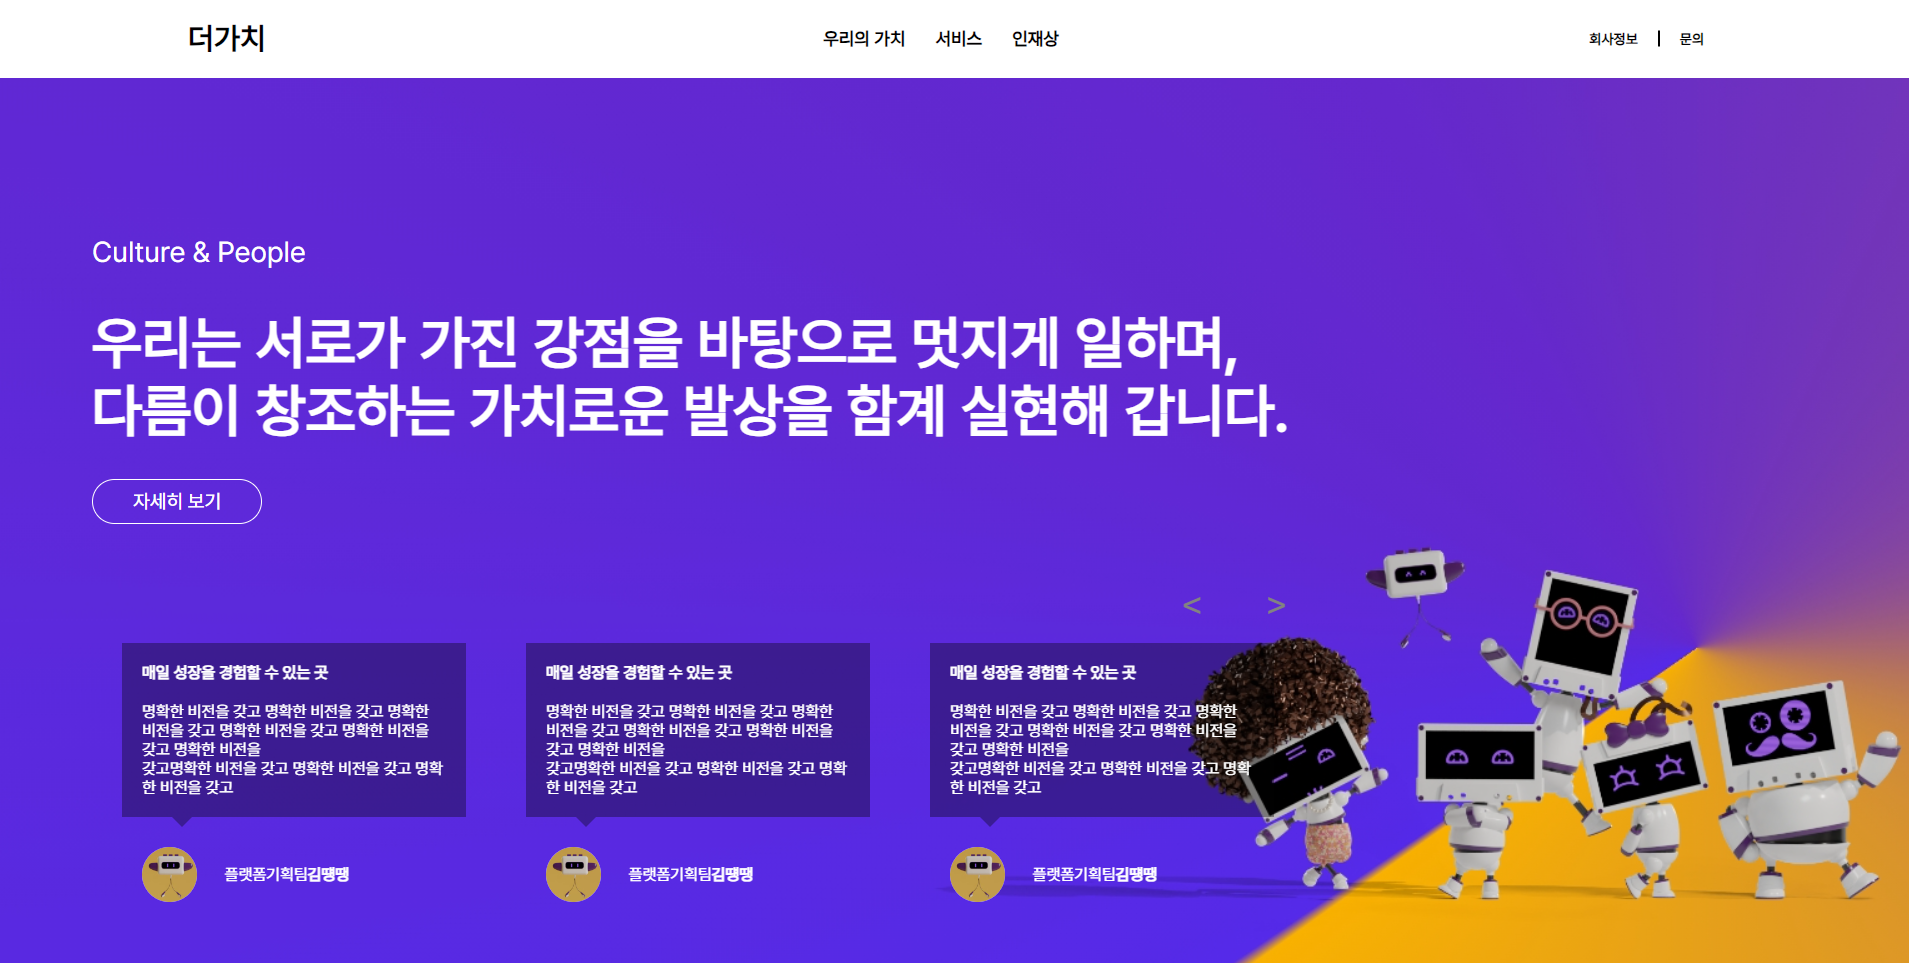 더가치
우리의 가치 서비스 인재상
회사정보 | 문의
Culture & People
우리는 서로가 가진 강점을 바탕으로 멋지게 일하며,
다름이 창조하는 가치로운 발상을 함계 실현해 갑니다.
자세히 보기
< >
매일 성장을 경험할 수 있는 곳
명확한 비전을 갖고 명확한 비전을 갖고 명확한
비전을 갖고 명확한 비전을 갖고 명확한 비전을
갖고 명확한 비전을
갖고명확한 비전을 갖고 명확한 비전을 갖고 명확
한 비전을 갖고
플랫폼기획팀김땡땡
매일 성장을 경험할 수 있는 곳
명확한 비전을 갖고 명확한 비전을 갖고 명확한
비전을 갖고 명확한 비전을 갖고 명확한 비전을
갖고 명확한 비전을
갖고명확한 비전을 갖고 명확한 비전을 갖고 명확
한 비전을 갖고
플랫폼기획팀김땡땡
매일 성장을 경험할 수 있는 곳
명확한 비전을 갖고 명확한 비전을 갖고 명확한
비전을 갖고 명확한 비전을 갖고 명확한 비전을
갖고 명확한 비전을
갖고명확한 비전을 갖고 명확한 비전을 갖고 명확
한 비전을 갖고
플랫폼기획팀김땡땡